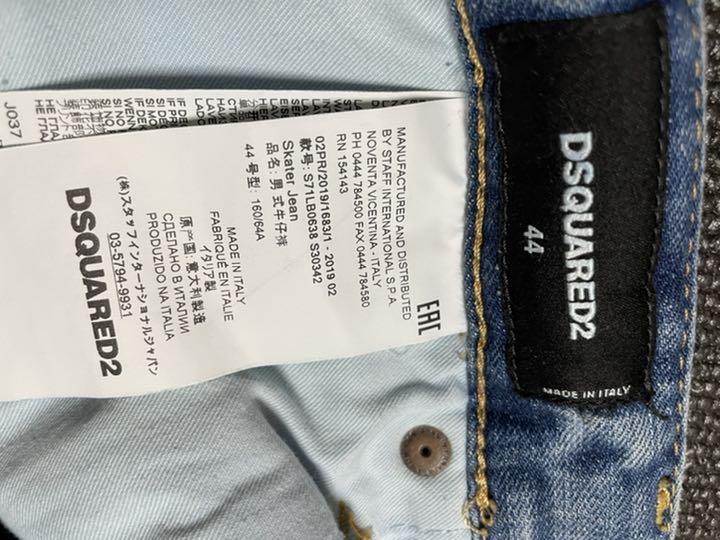 DSQUARED2
44
MADE IN ITALY
EAC
MANUFACTURED AND DISTRIBUTED
BY STAFF INTERNATIONAL S.P.A.
NOVENTA VICENTINA - ITALY
PH 0444 784500 FAX 0444 784580
RN 154143
02PR/2019/1683/1 - 2019 02
款号: S71LB0638 S30342
Skater Jean
品名: 男式牛仔裤
44 号型: 160/64A
MADE IN ITALY
FABRIQUÉ EN ITALIE
イタリア製
原产国: 意大利製造
СДЕЛАНО В ИТАЛИИ
PRODUZIDO NA ITALIA
(株)スタッフインターナショナルジャパン
03-5794-9931
DSQUARED2
J037